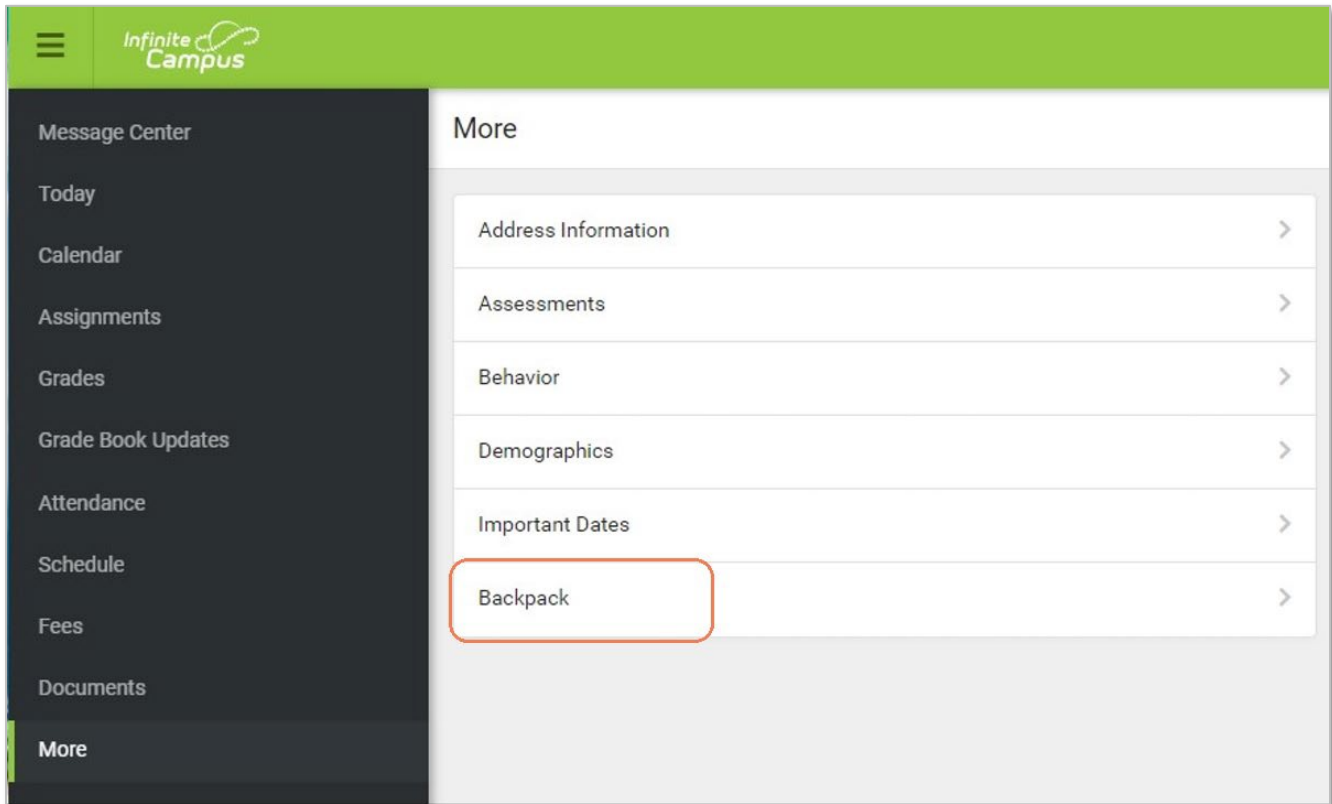 Infinite
Campus
Message Center
Today
Calendar
Assignments
Grades
Grade Book Updates
Attendance
Schedule
Fees
Documents
More
More
Address Information
Assessments
Behavior
Demographics
Important Dates
Backpack